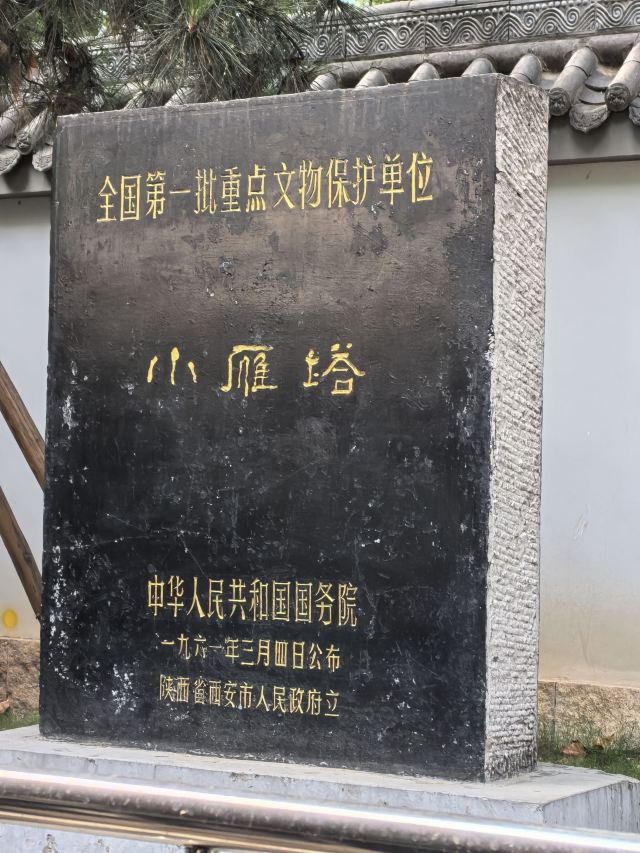 全国第一批重点文物保护单位
小雁塔
中华人民共和国国务院
一九六一年三月四日公布
陕西省西安市人民政府立